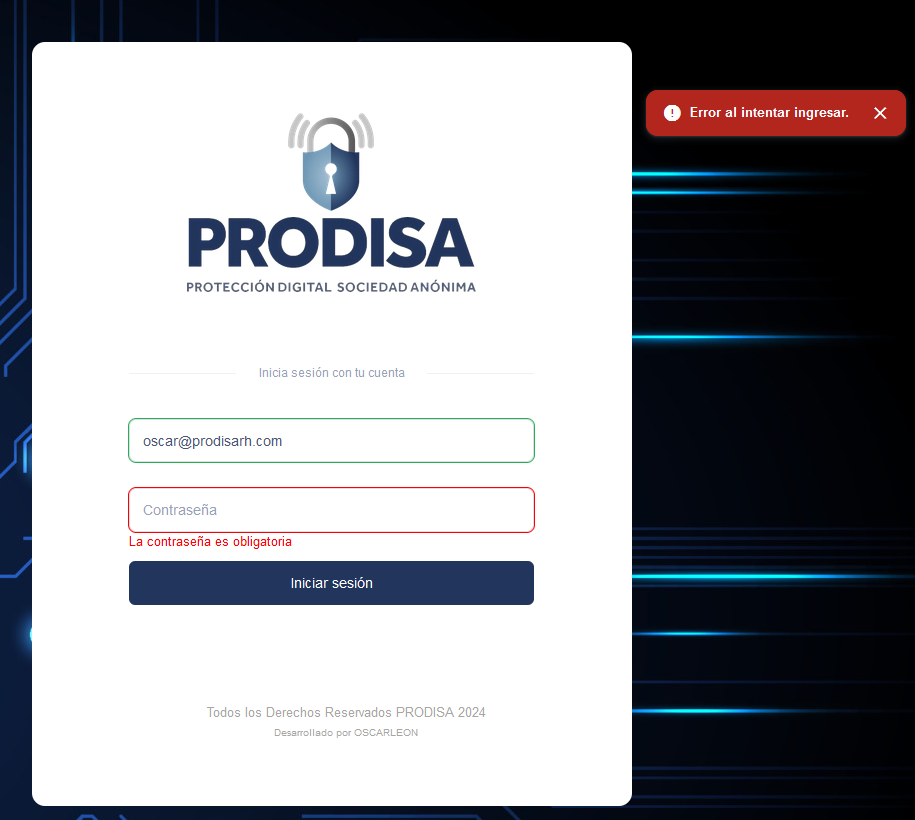 Error al intentar ingresar.
PRODISA
PROTECCIÓN DIGITAL SOCIEDAD ANÓNIMA
Inicia sesión con tu cuenta
oscar@prodisarh.com
Contraseña
La contraseña es obligatoria
Iniciar sesión
Todos los Derechos Reservados PRODISA 2024
Desarrollado por OSCARLEON